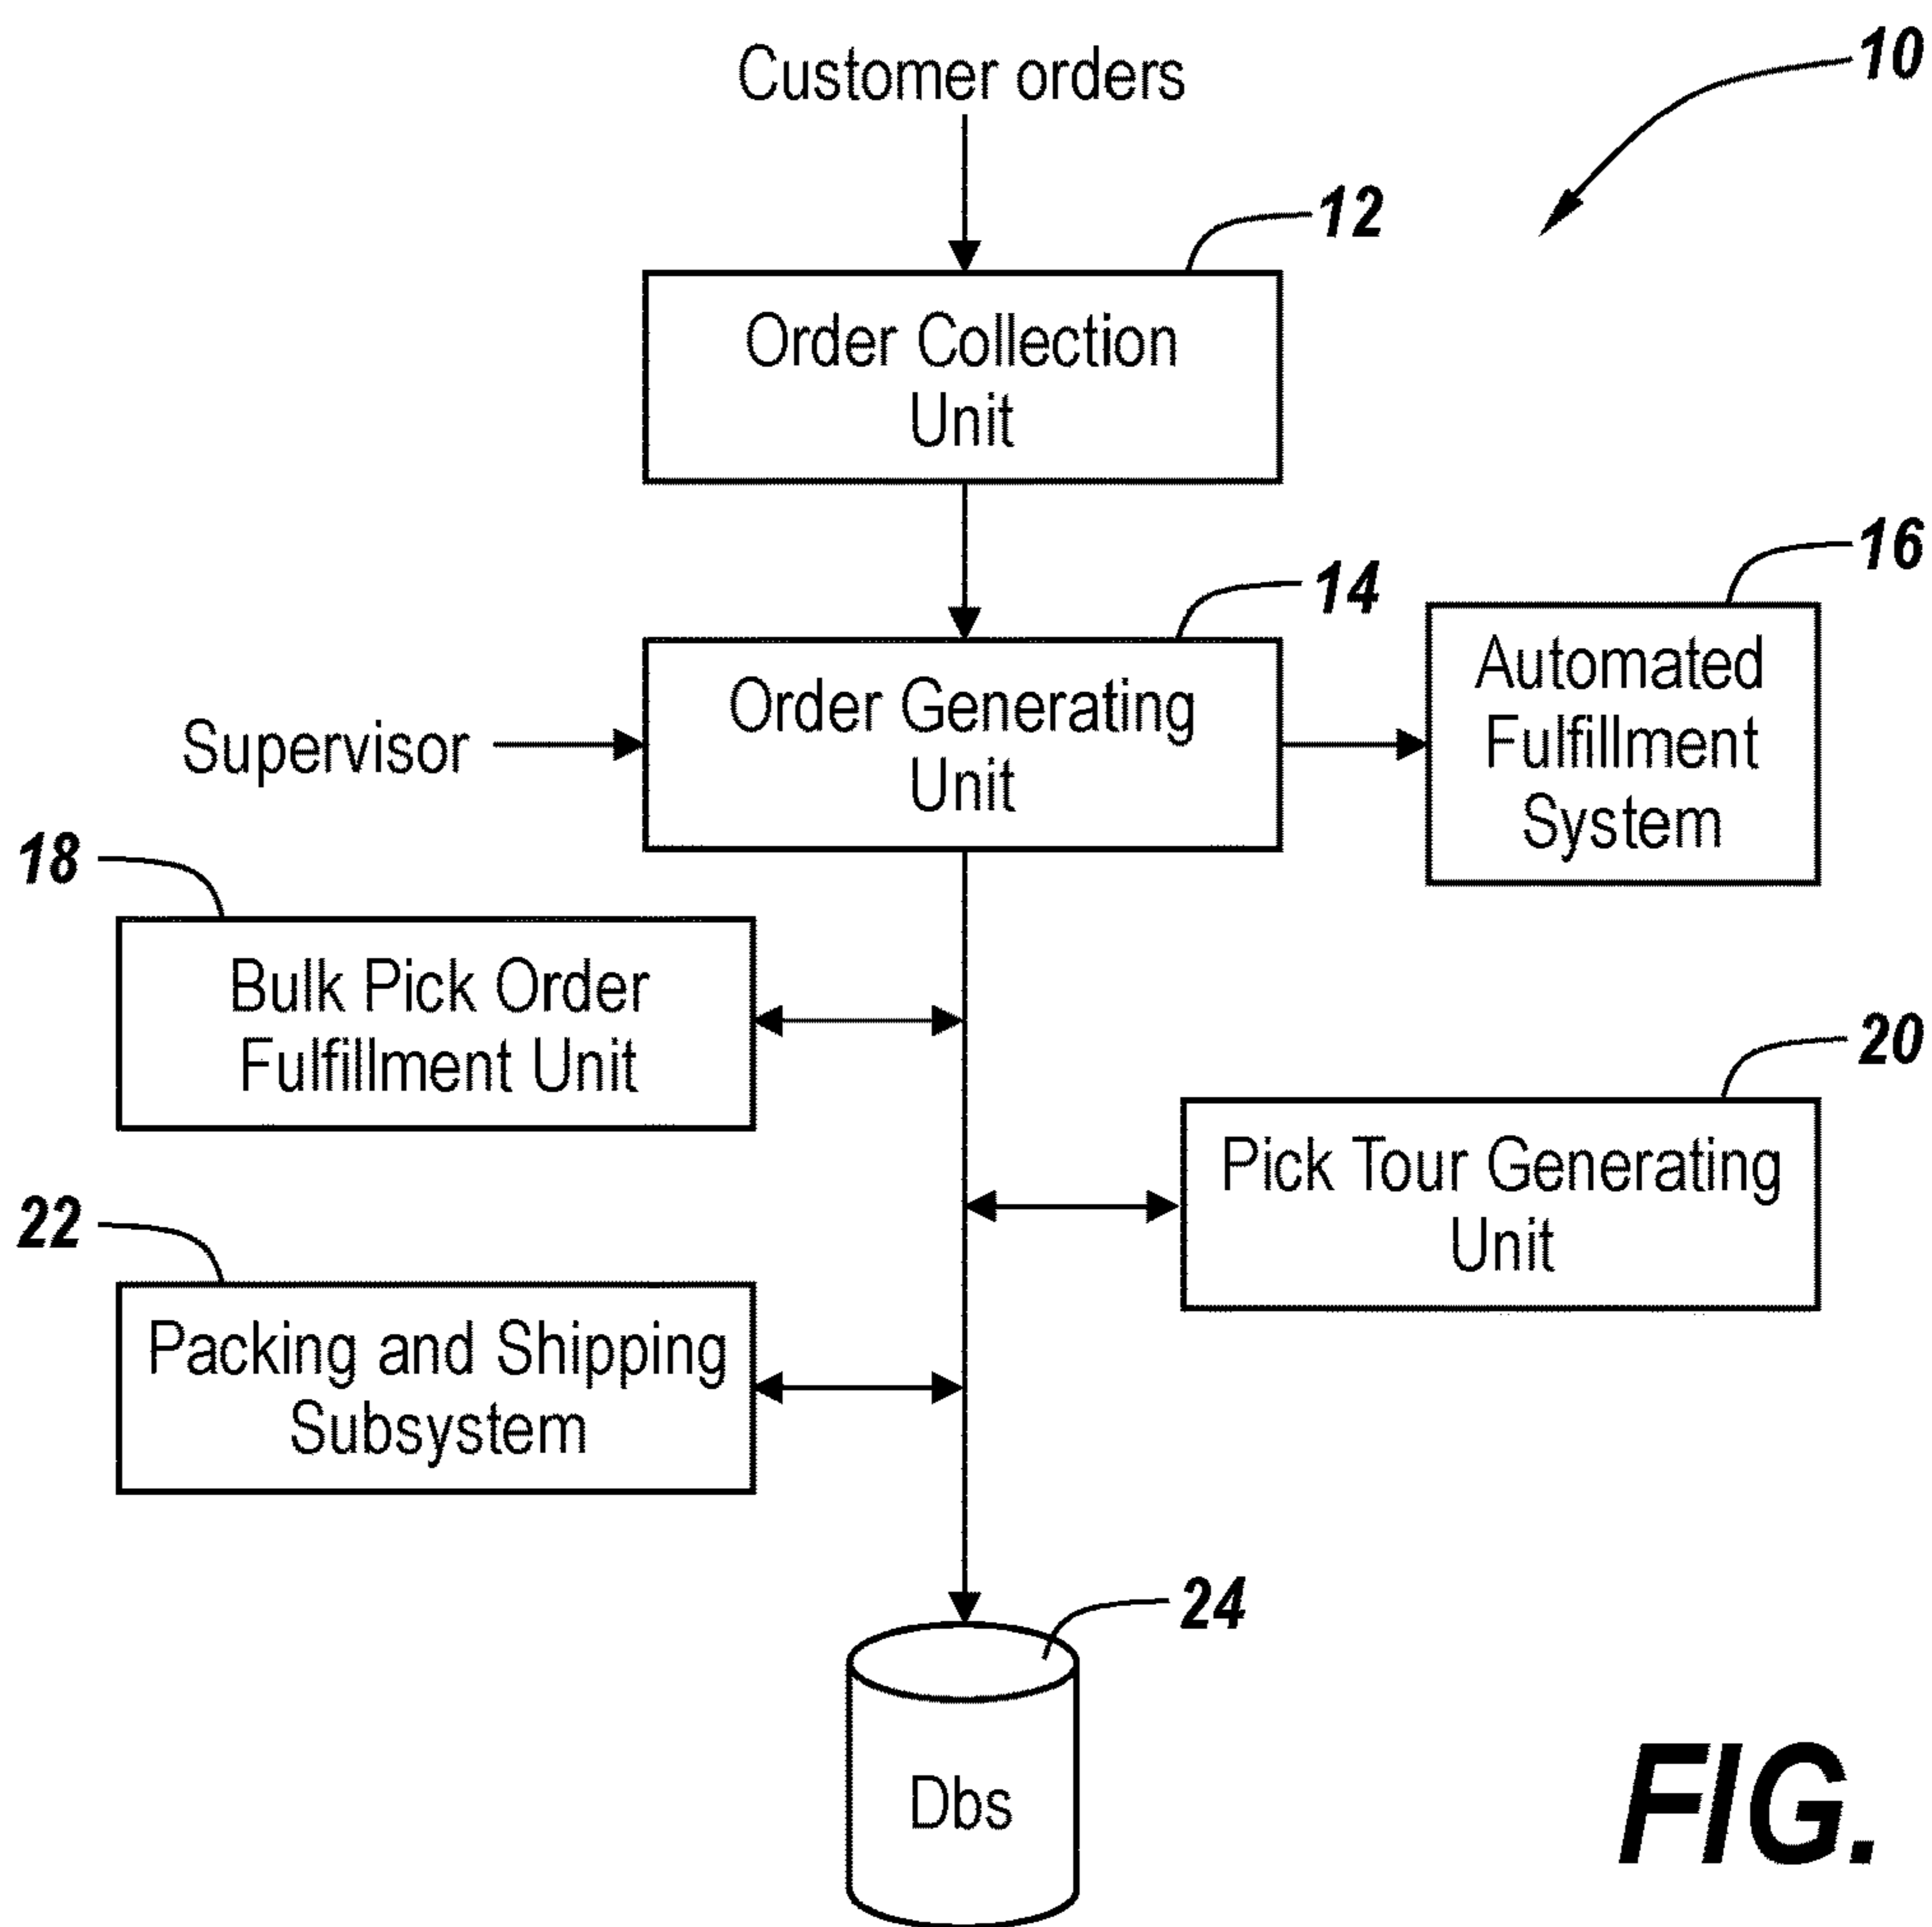 Customer orders
10
12
Order Collection
Unit
14
16
Order Generating
Unit
Automated
Fulfillment
System
Supervisor
18
Bulk Pick Order
Fulfillment Unit
20
Pick Tour Generating
Unit
22
Packing and Shipping
Subsystem
24
Dbs
FIG.